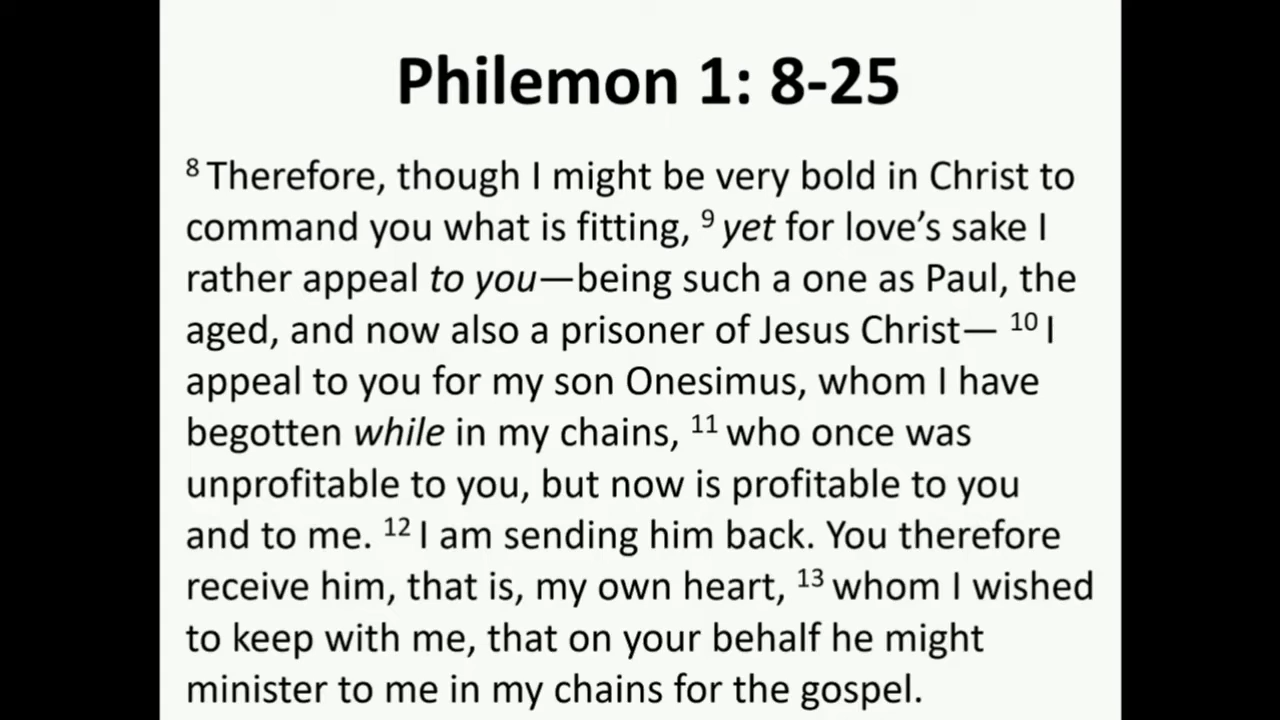 Philemon 1: 8-25
8 Therefore, though I might be very bold in Christ to
command you what is fitting, 9 yet for love’s sake I
rather appeal to you—being such a one as Paul, the
aged, and now also a prisoner of Jesus Christ— 10 I
appeal to you for my son Onesimus, whom I have
begotten while in my chains, 11 who once was
unprofitable to you, but now is profitable to you
and to me. 12 I am sending him back. You therefore
receive him, that is, my own heart, 13 whom I wished
to keep with me, that on your behalf he might
minister to me in my chains for the gospel.